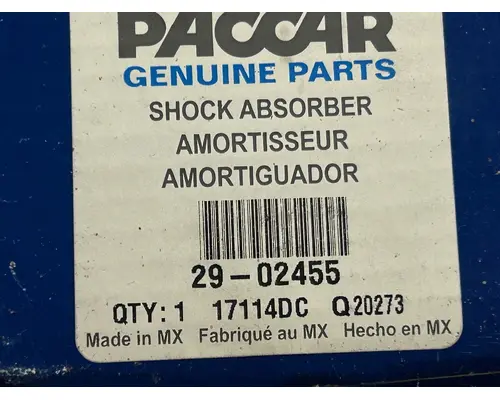 PACCAR
GENUINE PARTS
SHOCK ABSORBER
AMORTISSEUR
AMORTIGUADOR
29-02455
QTY: 1 17114DC Q20273
Made in MX Fabriqué au MX Hecho en MX